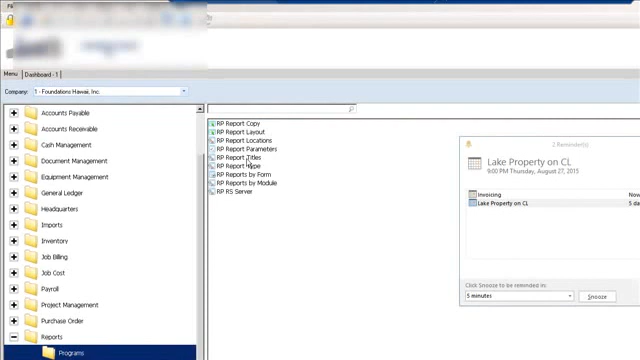 Menu
Dashboard - 1
Company:
1 - Foundations Hawaii, Inc.
Accounts Payable
Accounts Receivable
Cash Management
Document Management
Equipment Management
General Ledger
Headquarters
Imports
Inventory
Job Billing
Job Cost
Payroll
Project Management
Purchase Order
Reports
Programs
RP Report Copy
RP Report Layout
RP Report Locations
RP Report Parameters
RP Report Titles
RP Report Type
RP Reports by Form
RP Reports by Module
RP RS Server
2 Reminder(s)
Lake Property on CL
9:00 PM Thursday, August 27, 2015
Invoicing Now
Lake Property on CL 5 da
Click Snooze to be reminded in:
5 minutes
Snooze